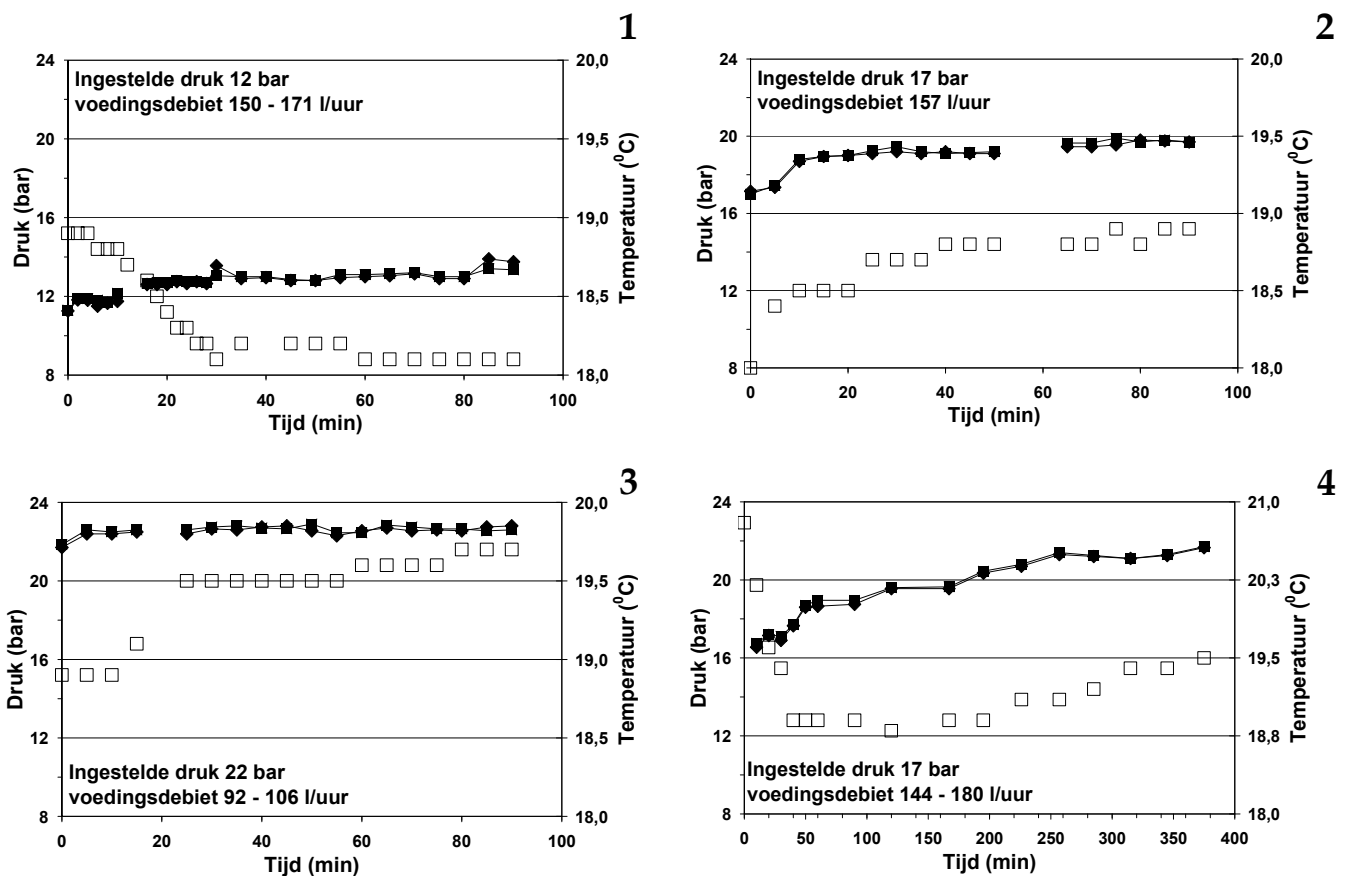 1
Ingestelde druk 12 bar
voedingsdebiet 150 - 171 l/uur
Druk (bar)
24
20
16
12
8
0 20 40 60 80 100
Tijd (min)
20,0
19,5
19,0
18,5
18,0
Temperatuur (⁰C)
2
Ingestelde druk 17 bar
voedingsdebiet 157 l/uur
Druk (bar)
24
20
16
12
8
0 20 40 60 80 100
Tijd (min)
20,0
19,5
19,0
18,5
18,0
Temperatuur (⁰C)
3
Druk (bar)
24
20
16
12
8
Ingestelde druk 22 bar
voedingsdebiet 92 - 106 l/uur
0 20 40 60 80 100
Tijd (min)
20,0
19,5
19,0
18,5
18,0
Temperatuur (⁰C)
4
Druk (bar)
24
20
16
12
8
Ingestelde druk 17 bar
voedingsdebiet 144 - 180 l/uur
0 50 100 150 200 250 300 350 400
Tijd (min)
21,0
20,3
19,5
18,8
18,0
Temperatuur (⁰C)